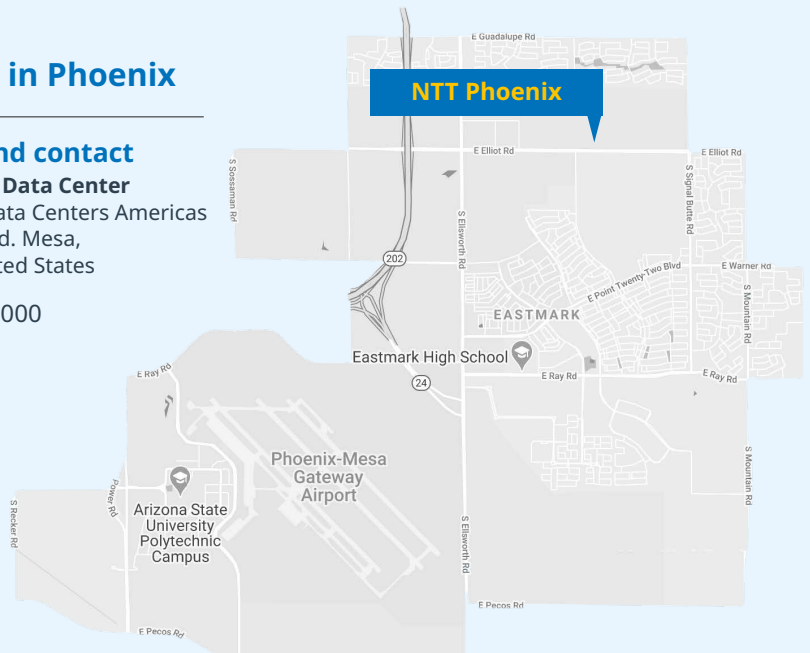 in Phoenix
nd contact
Data Center
ata Centers Americas
d. Mesa,
ted States
000
E Guadalupe Rd
NTT Phoenix
E Elliot Rd
E Elliot Rd
S Sossaman Rd
S Ellsworth Rd
S Signal Butte Rd
202
E Warner Rd
E Point Twenty-Two Blvd
EASTMARK
S Mountain Rd
Eastmark High School
E Ray Rd
E Ray Rd
E Ray Rd
24
Phoenix-Mesa
Gateway
Airport
Power Rd
Arizona State
University
Polytechnic
Campus
S Recker Rd
S Mountain Rd
S Ellsworth Rd
E Pecos Rd
E Pecos Rd